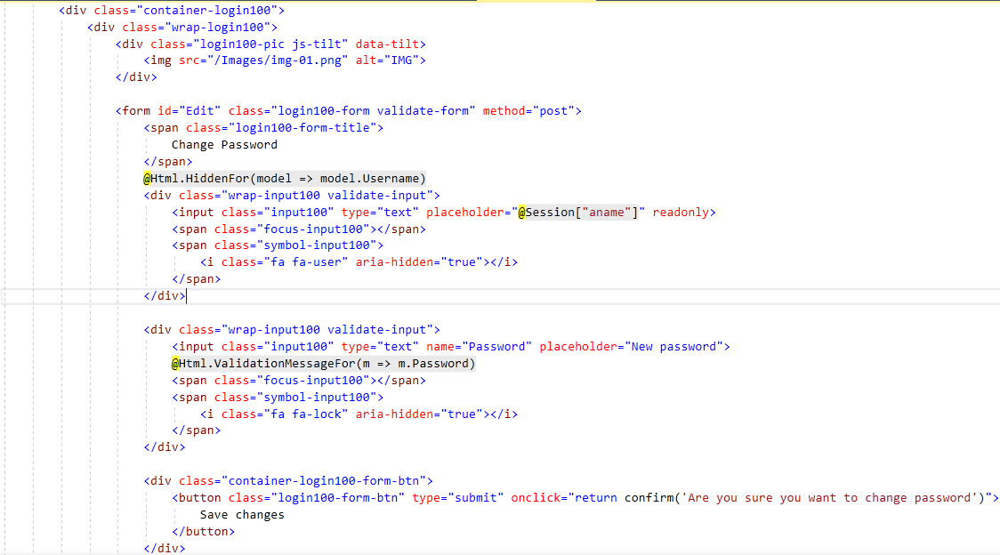 <div class="container-login100">
<div class="wrap-login100">
<div class="login100-pic js-tilt" data-tilt>
<img src="/Images/img-01.png" alt="IMG">
</div>
<form id="Edit" class="login100-form validate-form" method="post">
<span class="login100-form-title">
Change Password
</span>
@Html.HiddenFor(model => model.Username)
<div class="wrap-input100 validate-input">
<input class="input100" type="text" placeholder="@Session["aname"]" readonly>
<span class="focus-input100"></span>
<span class="symbol-input100">
<i class="fa fa-user" aria-hidden="true"></i>
</span>
</div>
<div class="wrap-input100 validate-input">
<input class="input100" type="text" name="Password" placeholder="New password">
@Html.ValidationMessageFor(m => m.Password)
<span class="focus-input100"></span>
<span class="symbol-input100">
<i class="fa fa-lock" aria-hidden="true"></i>
</span>
</div>
<div class="container-login100-form-btn">
<button class="login100-form-btn" type="submit" onclick="return confirm('Are you sure you want to change password')">
Save changes
</button>
</div>